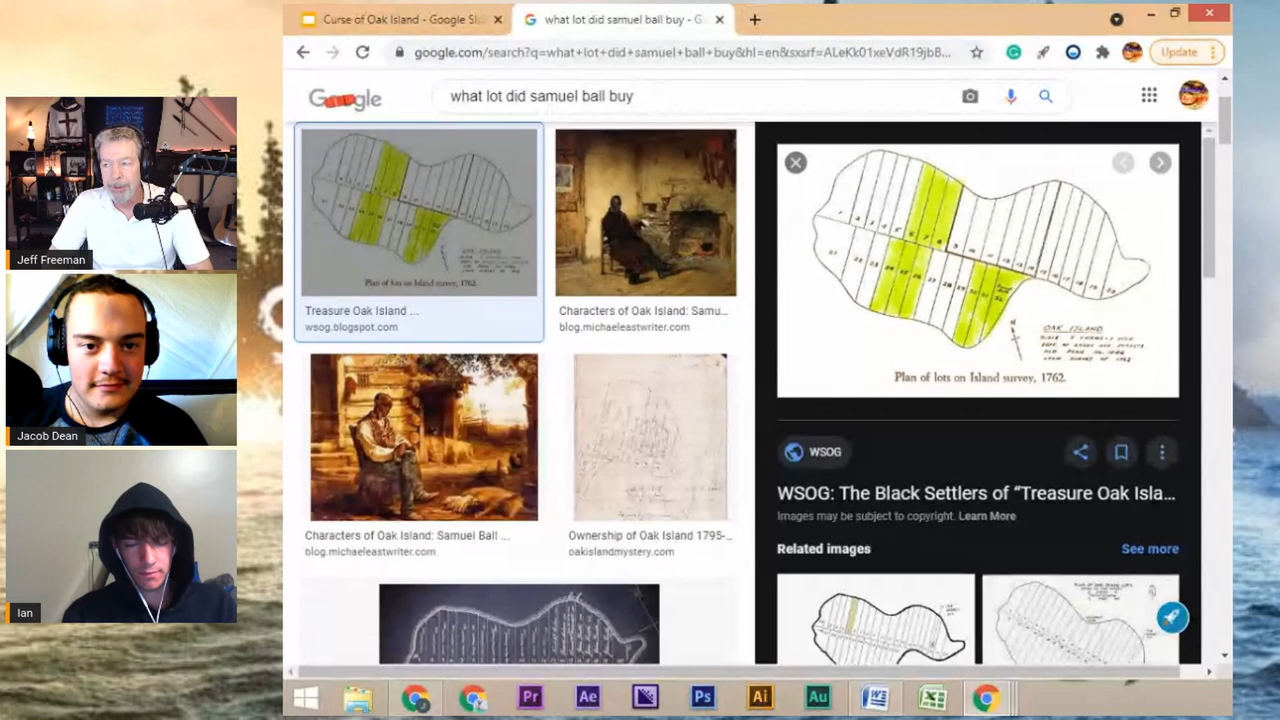 Curse of Oak Island - Google Sli
what lot did samuel ball buy - G
google.com/search?q=what+lot+did+samuel+ball+buy&hl=en&sxsrf=ALeKk01xeVdR19jbB...
Update
Google
what lot did samuel ball buy
Plan of lots on Island survey, 1762.
Treasure Oak Island ...
wsog.blogspot.com
Characters of Oak Island: Samu...
blog.michaeleastwriter.com
Characters of Oak Island: Samuel Ball ...
blog.michaeleastwriter.com
Ownership of Oak Island 1795-...
oakislandmystery.com
OAK ISLAND
Plan of lots on Island survey, 1762.
WSOG
WSOG: The Black Settlers of “Treasure Oak Isla...
Images may be subject to copyright. Learn More
Related images
See more
Jeff Freeman
Jacob Dean
Ian
Pr
Ae
Ps
Ai
Au